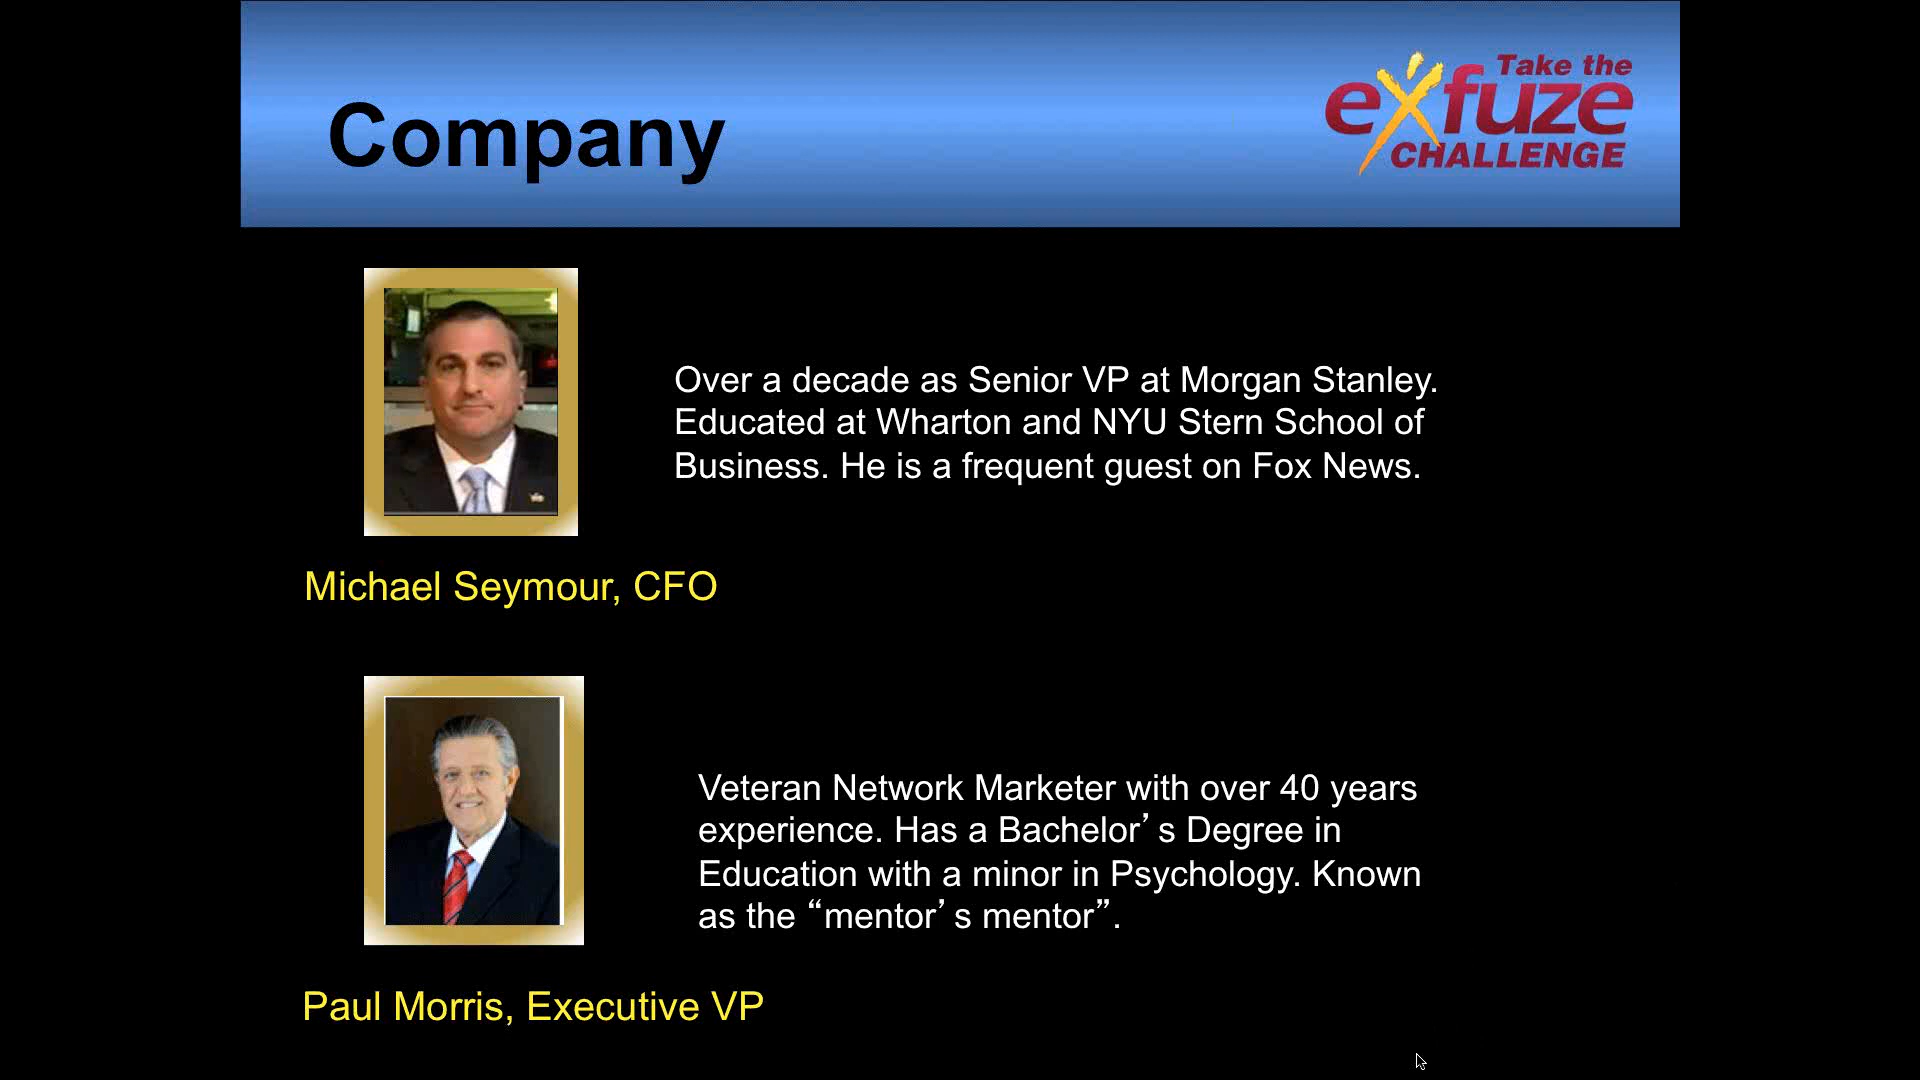 Company
Take the
exfuze
CHALLENGE
Over a decade as Senior VP at Morgan Stanley.
Educated at Wharton and NYU Stern School of
Business. He is a frequent guest on Fox News.
Michael Seymour, CFO
Veteran Network Marketer with over 40 years
experience. Has a Bachelor’s Degree in
Education with a minor in Psychology. Known
as the “mentor’s mentor”.
Paul Morris, Executive VP